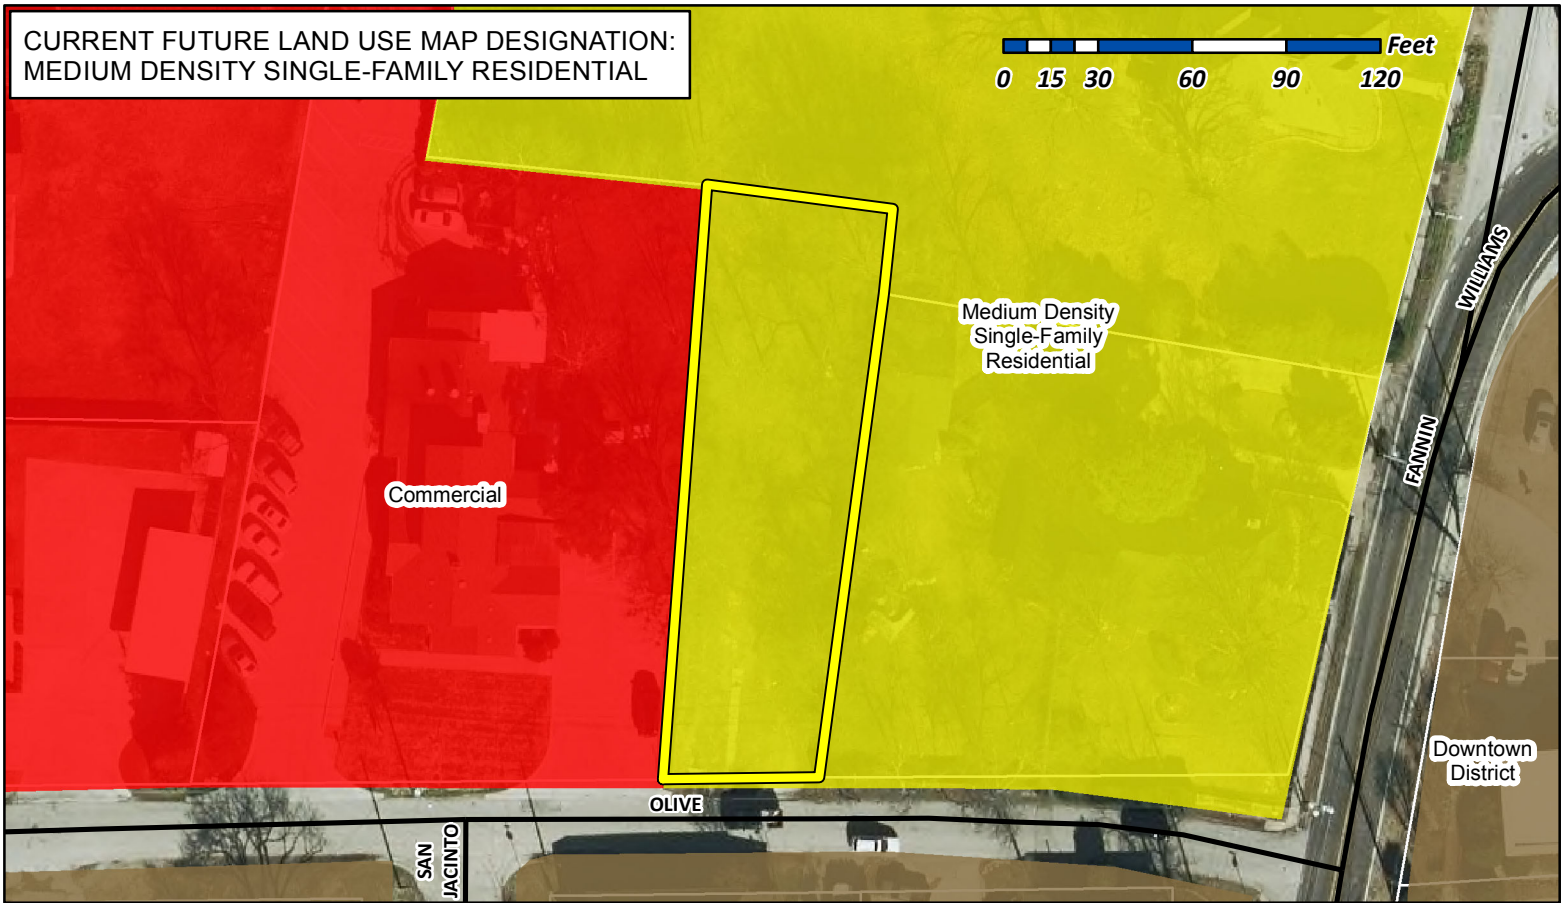 CURRENT FUTURE LAND USE MAP DESIGNATION:
MEDIUM DENSITY SINGLE-FAMILY RESIDENTIAL
Feet
0 15 30 60 90 120
WILLIAMS
Medium Density
Single-Family
Residential
FANNIN
Commercial
Downtown
District
OLIVE
SAN
JACINTO